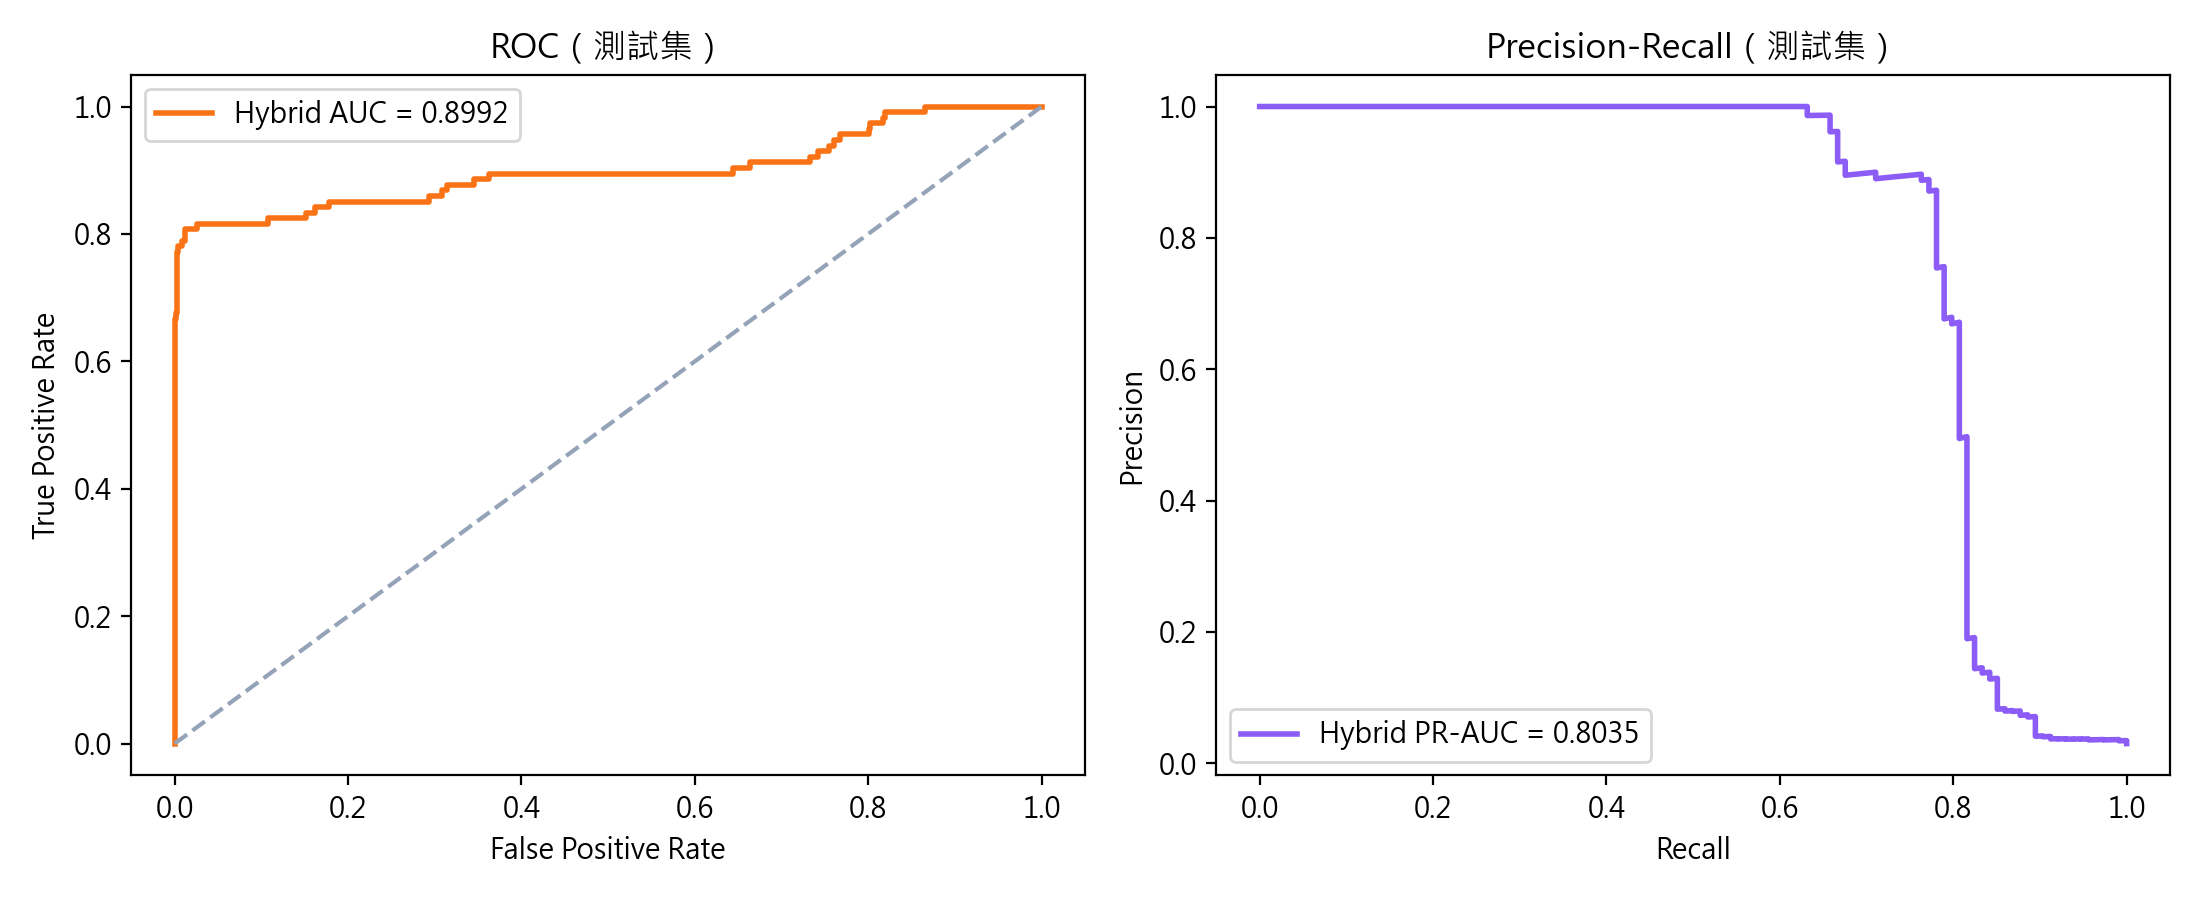 ROC（測試集）
Hybrid AUC = 0.8992
1.0
0.8
0.6
0.4
0.2
0.0
True Positive Rate
0.0 0.2 0.4 0.6 0.8 1.0
False Positive Rate
Precision-Recall（測試集）
1.0
0.8
0.6
0.4
0.2
0.0
Precision
Hybrid PR-AUC = 0.8035
0.0 0.2 0.4 0.6 0.8 1.0
Recall